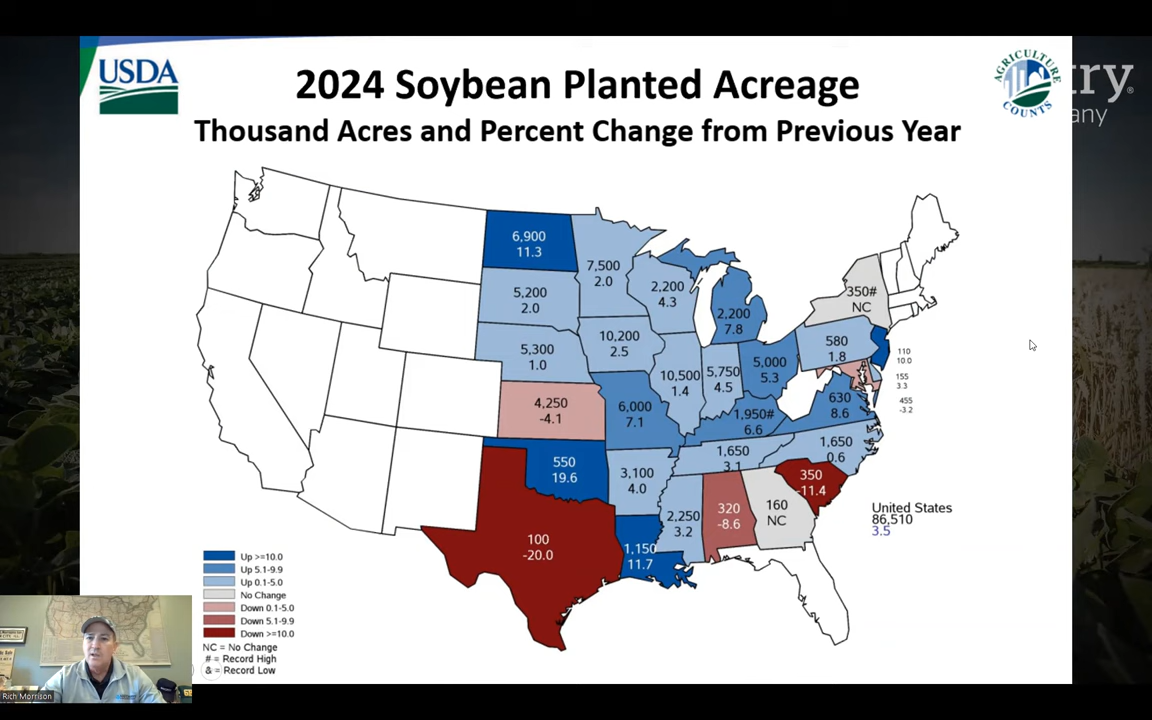 USDA
2024 Soybean Planted Acreage
Thousand Acres and Percent Change from Previous Year
AGRICULTURE
COUNTS
try®
any
6,900
11.3
7,500
2.0
5,200
2.0
2,200
4.3
2,200
7.8
350#
NC
5,300
1.0
10,200
2.5
580
1.8
110
10.0
10,500
1.4
5,750
4.5
5,000
5.3
155
3.3
455
-3.2
4,250
-4.1
6,000
7.1
1,950#
6.6
630
8.6
550
19.6
3,100
4.0
1,650
3.1
1,650
0.6
2,250
3.2
320
-8.6
160
NC
350
-11.4
100
-20.0
1,150
11.7
United States
86,510
3.5
Up >=10.0
Up 5.1-9.9
Up 0.1-5.0
No Change
Down 0.1-5.0
Down 5.1-9.9
Down >=10.0
NC = No Change
# = Record High
& = Record Low
Rich Morrison